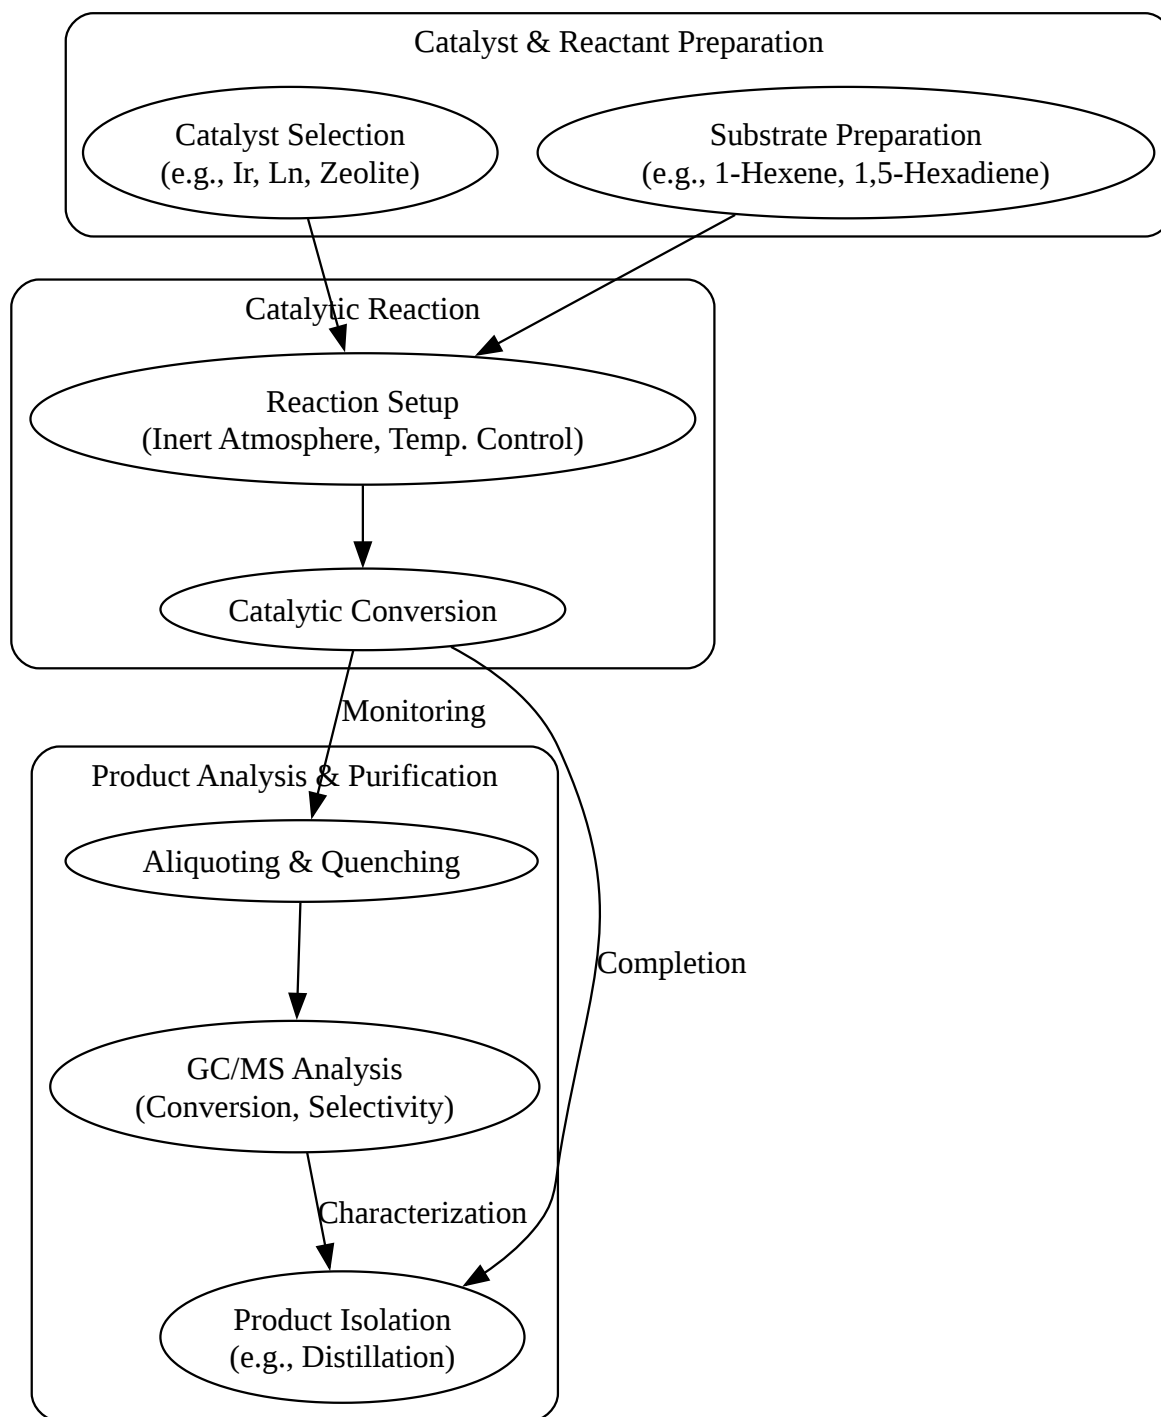 Catalyst & Reactant Preparation
Catalyst Selection
(e.g., Ir, Ln, Zeolite)
Substrate Preparation
(e.g., 1-Hexene, 1,5-Hexadiene)
Catalytic Reaction
Reaction Setup
(Inert Atmosphere, Temp. Control)
Catalytic Conversion
Monitoring
Product Analysis & Purification
Aliquoting & Quenching
Completion
GC/MS Analysis
(Conversion, Selectivity)
Characterization
Product Isolation
(e.g., Distillation)